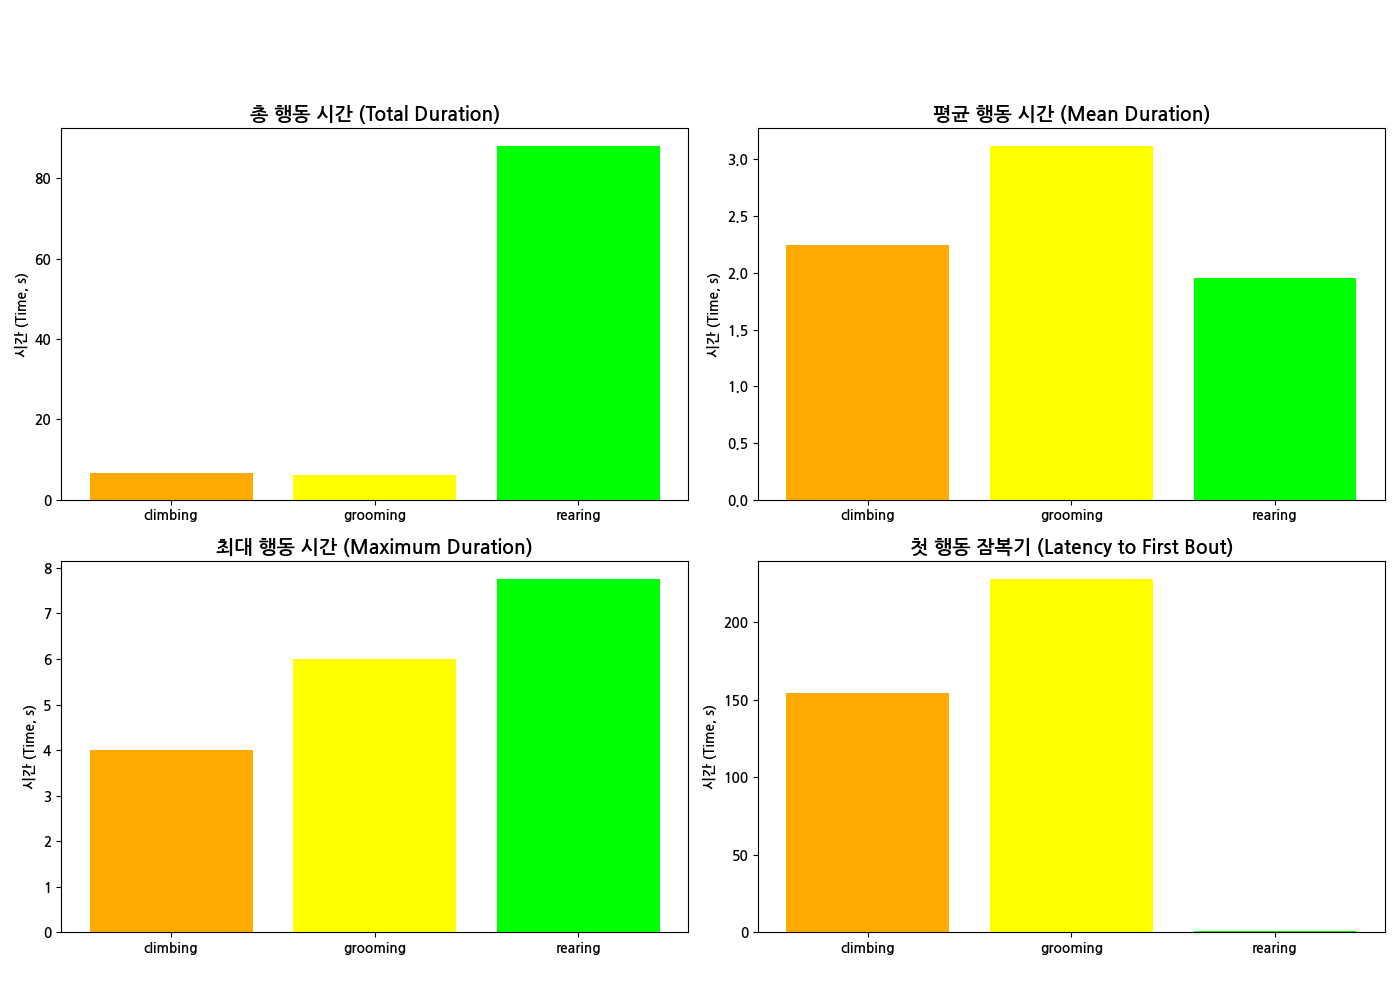 총 행동 시간 (Total Duration)
시간 (Time, s)
80
60
40
20
0
climbing grooming rearing
평균 행동 시간 (Mean Duration)
시간 (Time, s)
3.0
2.5
2.0
1.5
1.0
0.5
0.0
climbing grooming rearing
최대 행동 시간 (Maximum Duration)
시간 (Time, s)
8
7
6
5
4
3
2
1
0
climbing grooming rearing
첫 행동 잠복기 (Latency to First Bout)
시간 (Time, s)
200
150
100
50
0
climbing grooming rearing